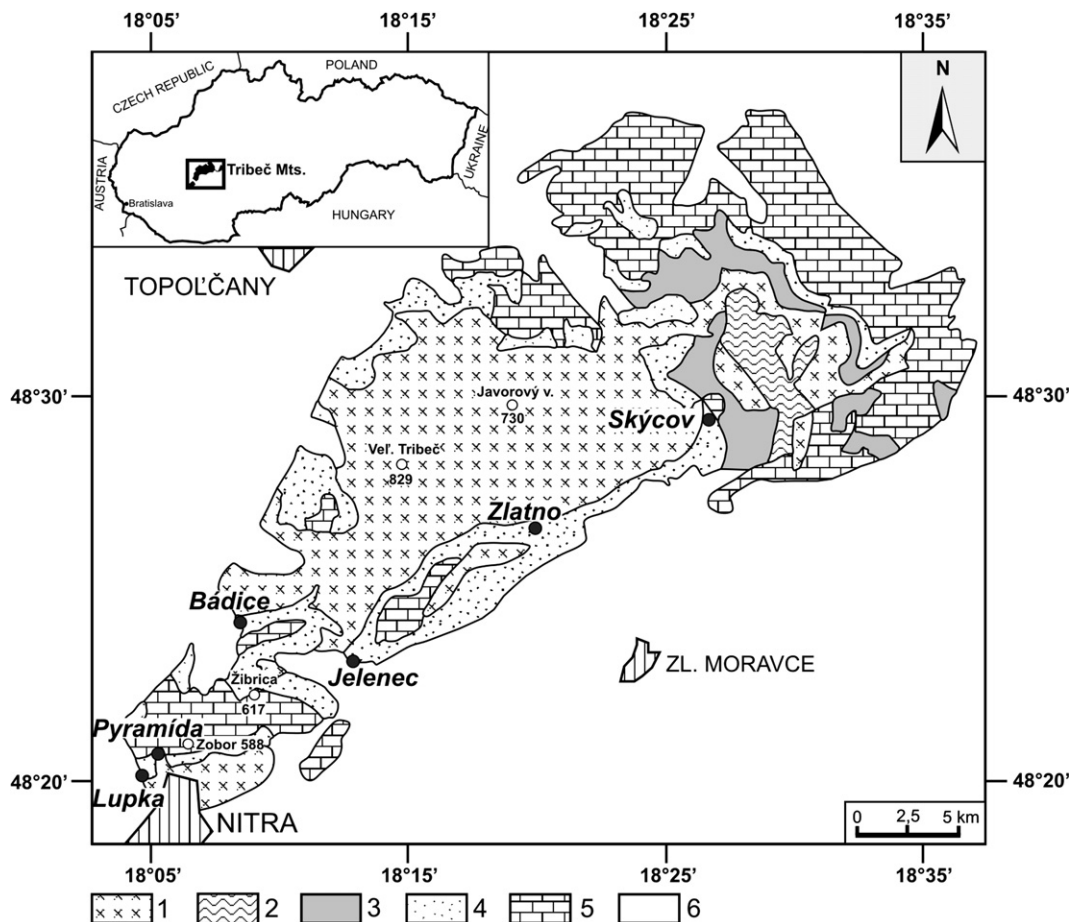 18°05' 18°15' 18°25' 18°35'
CZECH REPUBLIC
POLAND
N
UKRAINE
AUSTRIA
Tribeč Mts.
Bratislava
HUNGARY
TOPOĽČANY
48°30' 48°30'
Javorový v.
730
Skýcov
Veľ. Tribeč
829
Zlatno
Bádice
ZL. MORAVCE
Jelenec
Žibrica
617
Pyramída
Zobor 588
48°20' 48°20'
Lupka
NITRA
0 2,5 5 km
18°05' 18°15' 18°25' 18°35'
1 2 3 4 5 6